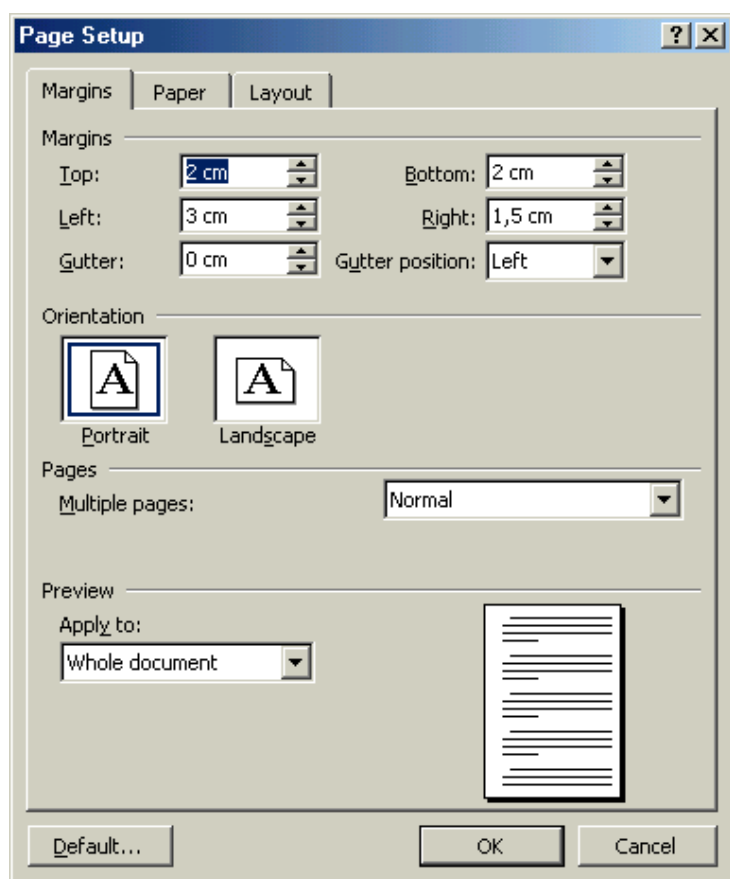 Page Setup
Margins Paper Layout
Margins
Top: 2 cm Bottom: 2 cm
Left: 3 cm Right: 1,5 cm
Gutter: 0 cm Gutter position: Left
Orientation
A A
Portrait Landscape
Pages
Multiple pages: Normal
Preview
Apply to:
Whole document
Default... OK Cancel